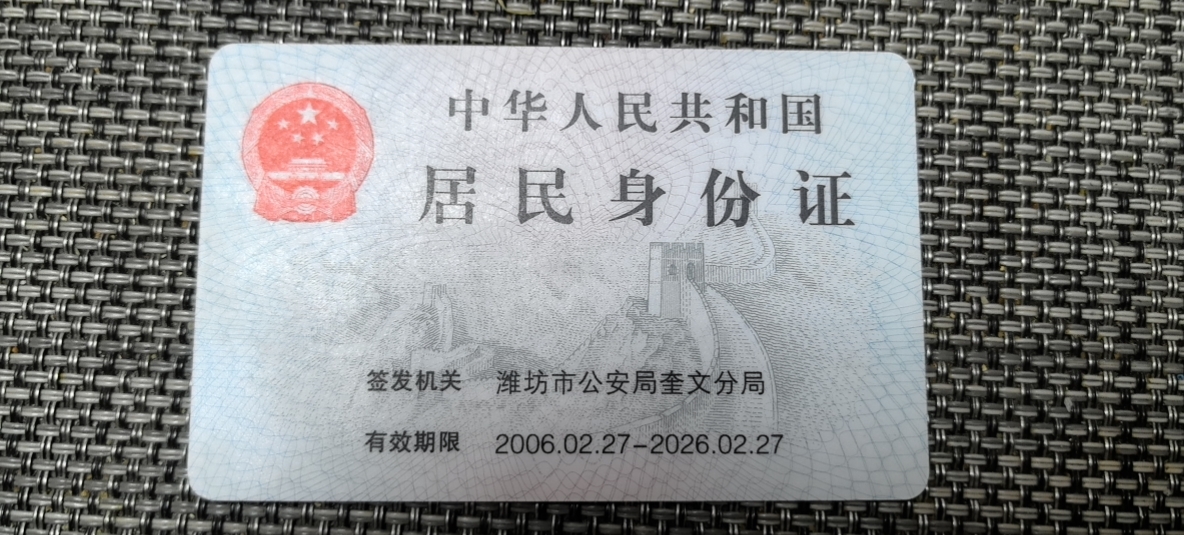 中华人民共和国
居民身份证
签发机关 潍坊市公安局奎文分局
有效期限 2006.02.27-2026.02.27